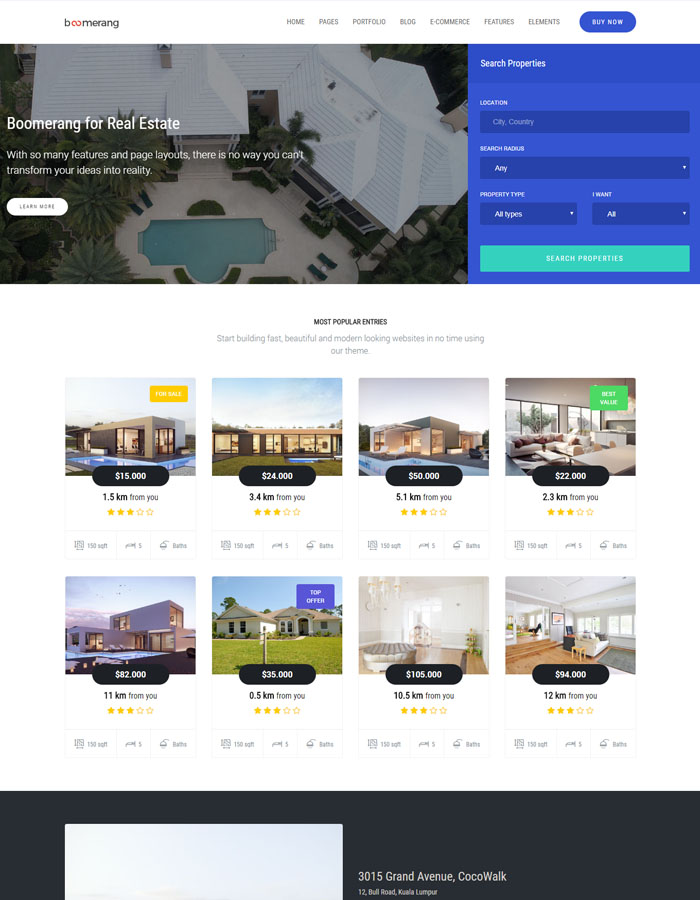 boomerang
HOME PAGES PORTFOLIO BLOG E-COMMERCE FEATURES ELEMENTS BUY NOW
Boomerang for Real Estate
With so many features and page layouts, there is no way you can't
transform your ideas into reality.
LEARN MORE
Search Properties
LOCATION
City, Country
SEARCH RADIUS
Any
PROPERTY TYPE I WANT
All types All
SEARCH PROPERTIES
MOST POPULAR ENTRIES
Start building fast, beautiful and modern looking websites in no time using
our theme.
FOR SALE
$15.000
1.5 km from you
150 sqft 5 Baths
$24.000
3.4 km from you
150 sqft 5 Baths
$50.000
5.1 km from you
150 sqft 5 Baths
BEST
VALUE
$22.000
2.3 km from you
150 sqft 5 Baths
$82.000
11 km from you
150 sqft 5 Baths
TOP
OFFER
$35.000
0.5 km from you
150 sqft 5 Baths
$105.000
10.5 km from you
150 sqft 5 Baths
$94.000
12 km from you
150 sqft 5 Baths
3015 Grand Avenue, CocoWalk
12, Bull Road, Kuala Lumpur